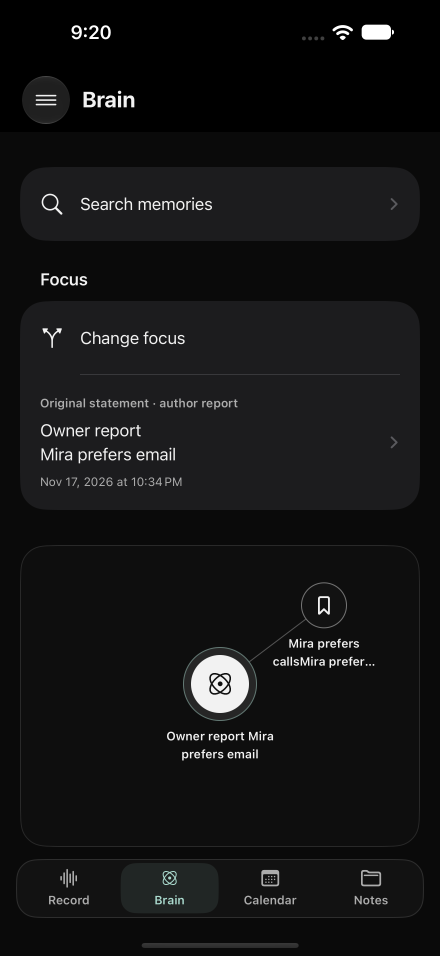 9:20
Brain
Search memories
Focus
Change focus
Original statement · author report
Owner report
Mira prefers email
Nov 17, 2026 at 10:34 PM
Mira prefers
callsMira prefer...
Owner report Mira
prefers email
Record
Brain
Calendar
Notes